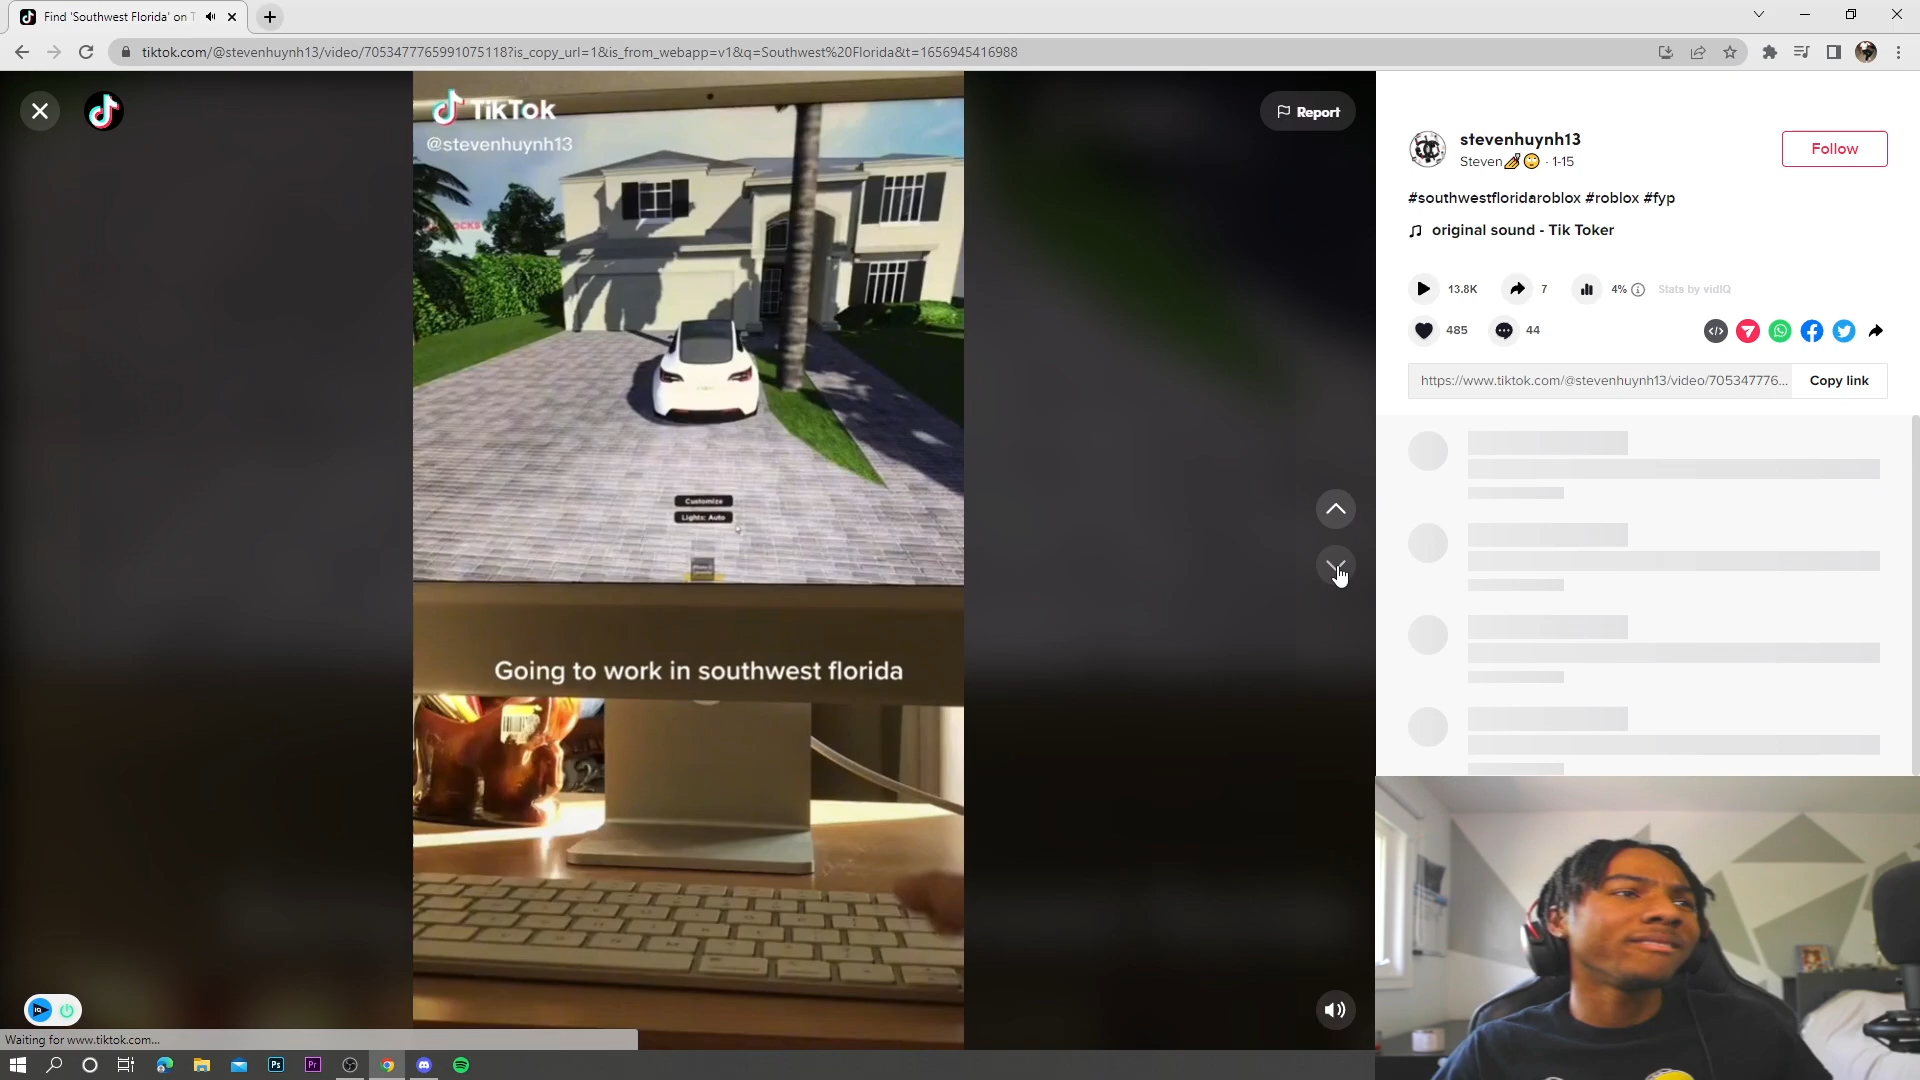 Find 'Southwest Florida' on T
tiktok.com/@stevenhuynh13/video/7053477765991075118?is_copy_url=1&is_from_webapp=v1&q=Southwest%20Florida&t=1656945416988
TikTok
@stevenhuynh13
Report
stevenhuynh13
Steven · 1-15
Follow
#southwestfloridaroblox #roblox #fyp
original sound - Tik Toker
13.8K
7
4%
Stats by vidIQ
485
44
https://www.tiktok.com/@stevenhuynh13/video/705347776...
Copy link
Customize
Lights: Auto
Going to work in southwest florida
Waiting for www.tiktok.com...
IQ
Ps
Pr